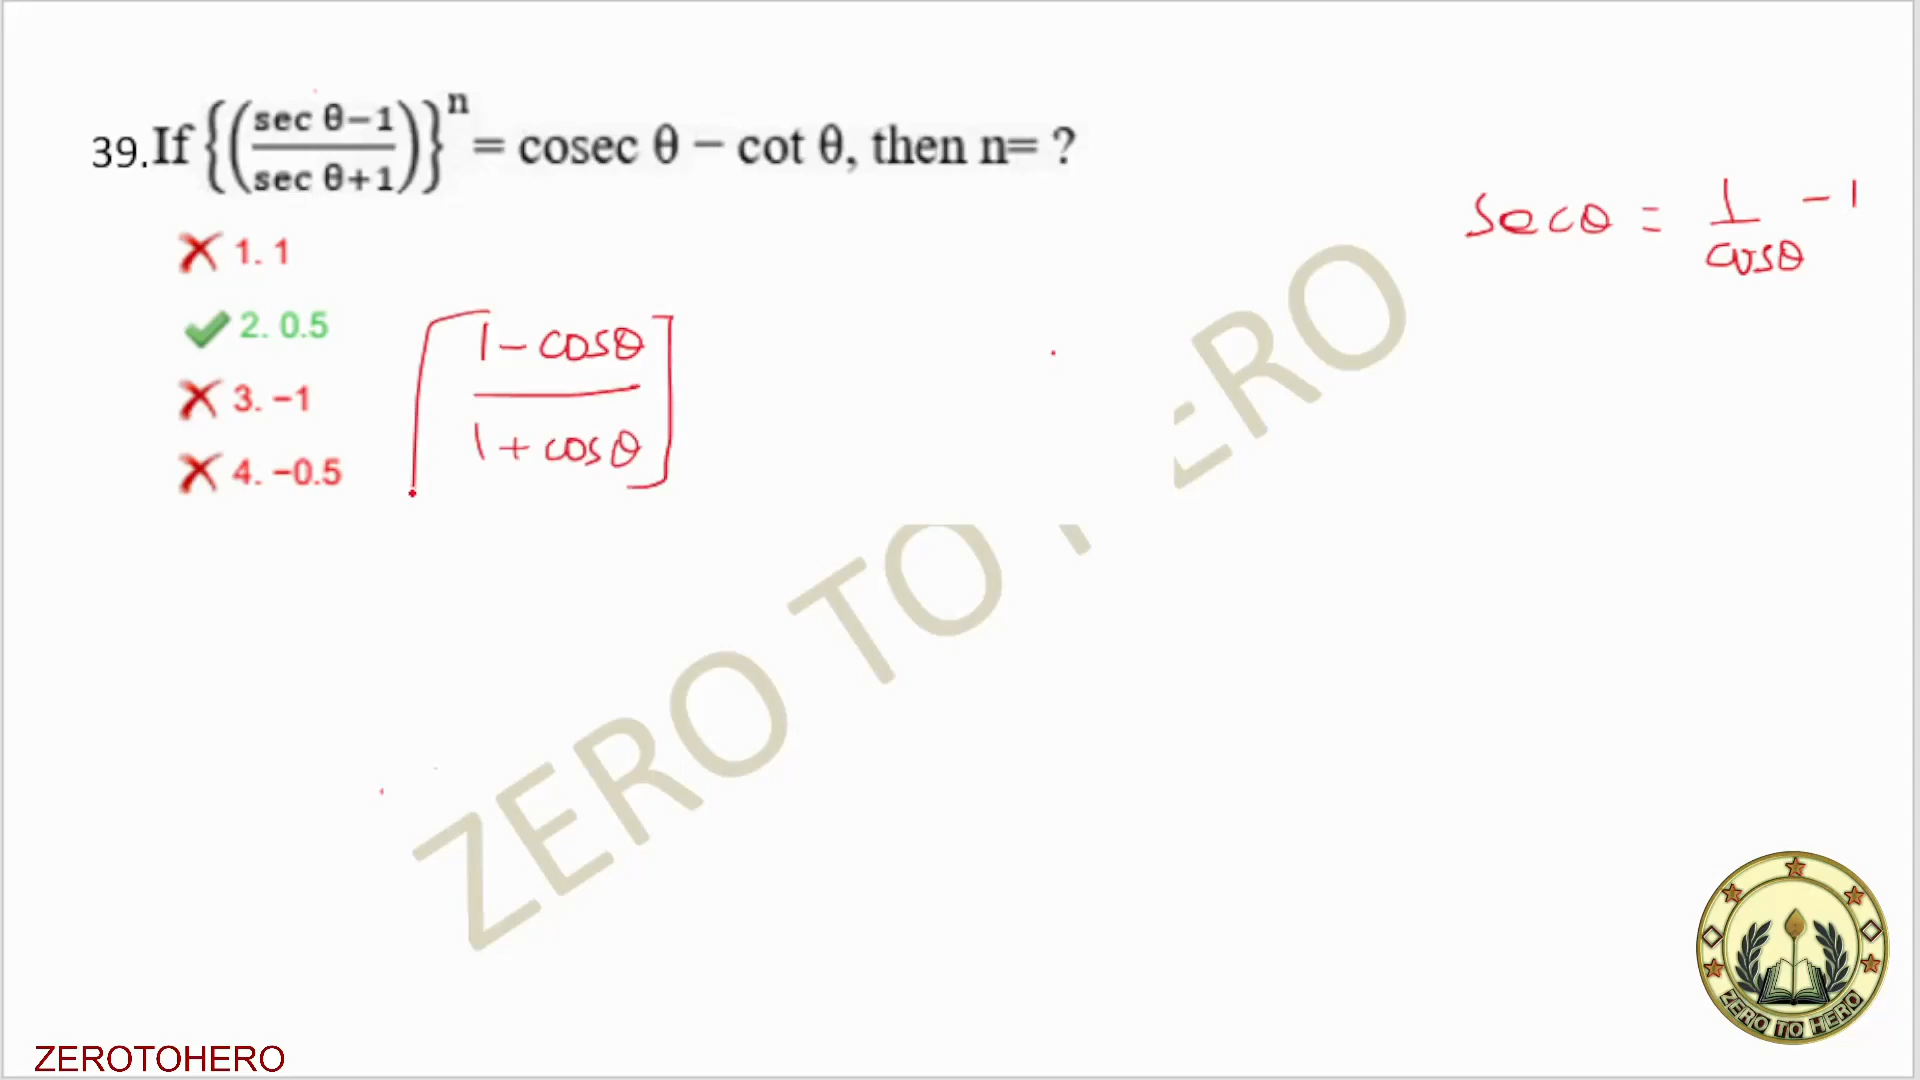 39. If {(sec θ−1/sec θ+1)}ⁿ = cosec θ − cot θ, then n= ?
1. 1
2. 0.5
3. −1
4. −0.5
secθ = 1/cosθ −1
[1−cosθ/1+cosθ]
ZERO TO HERO
ZERO TO HERO
ZEROTOHERO